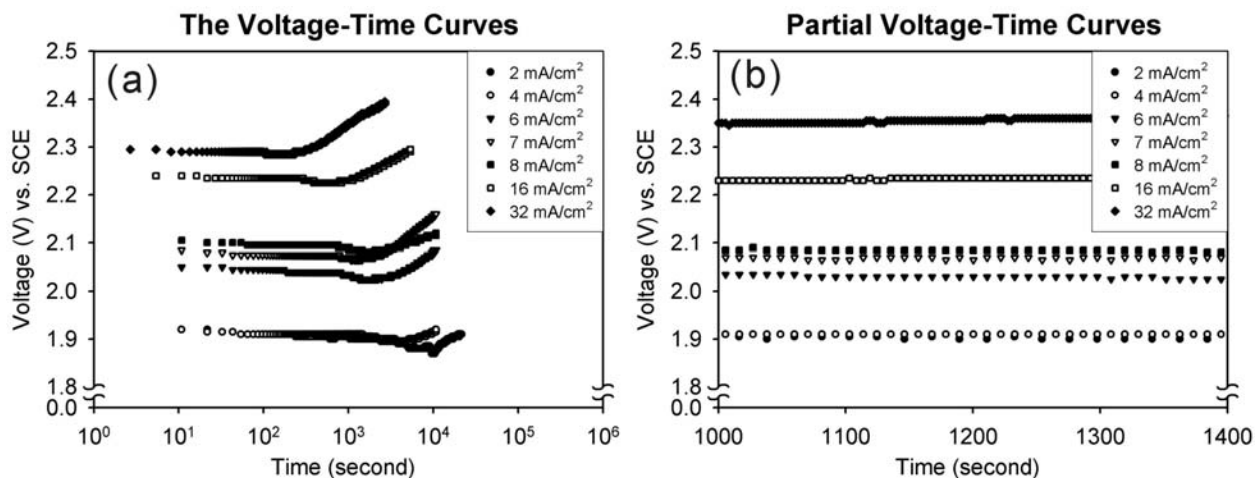 The Voltage-Time Curves
(a)
2 mA/cm²
4 mA/cm²
6 mA/cm²
7 mA/cm²
8 mA/cm²
16 mA/cm²
32 mA/cm²
Voltage (V) vs. SCE
2.5
2.4
2.3
2.2
2.1
2.0
1.9
1.8
0.0
10⁰ 10¹ 10² 10³ 10⁴ 10⁵ 10⁶
Time (second)
Partial Voltage-Time Curves
(b)
2 mA/cm²
4 mA/cm²
6 mA/cm²
7 mA/cm²
8 mA/cm²
16 mA/cm²
32 mA/cm²
Voltage (V) vs. SCE
2.5
2.4
2.3
2.2
2.1
2.0
1.9
1.8
0.0
1000 1100 1200 1300 1400
Time (second)